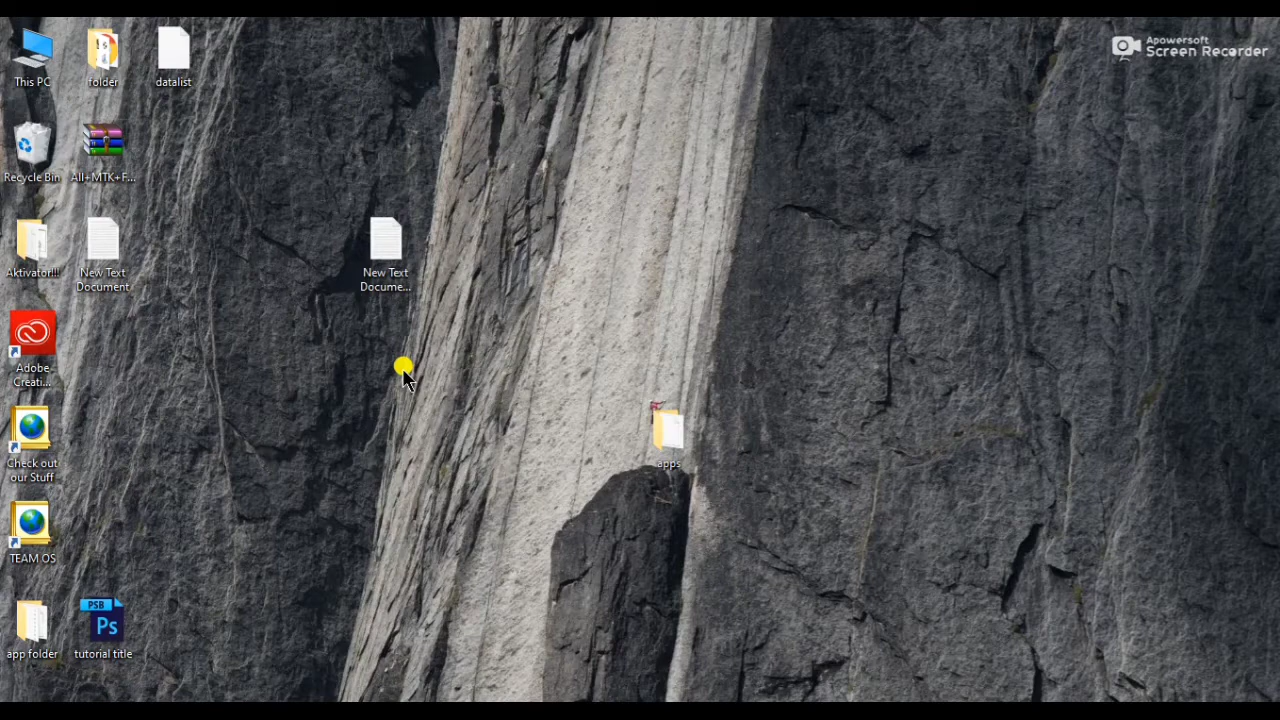 Apowersoft
Screen Recorder
This PC
folder
datalist
Recycle Bin
All+MTK+F...
Aktivator!!!
New Text
Document
New Text
Docume...
Adobe
Creati...
Check out
our Stuff
apps
TEAM OS
PSB
Ps
app folder
tutorial title